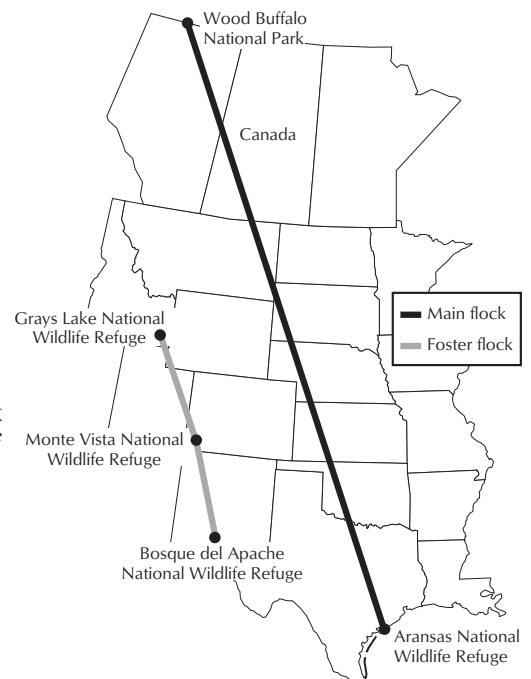 Wood Buffalo
National Park
Canada
Main flock
Foster flock
Grays Lake National
Wildlife Refuge
Monte Vista National
Wildlife Refuge
Bosque del Apache
National Wildlife Refuge
Aransas National
Wildlife Refuge